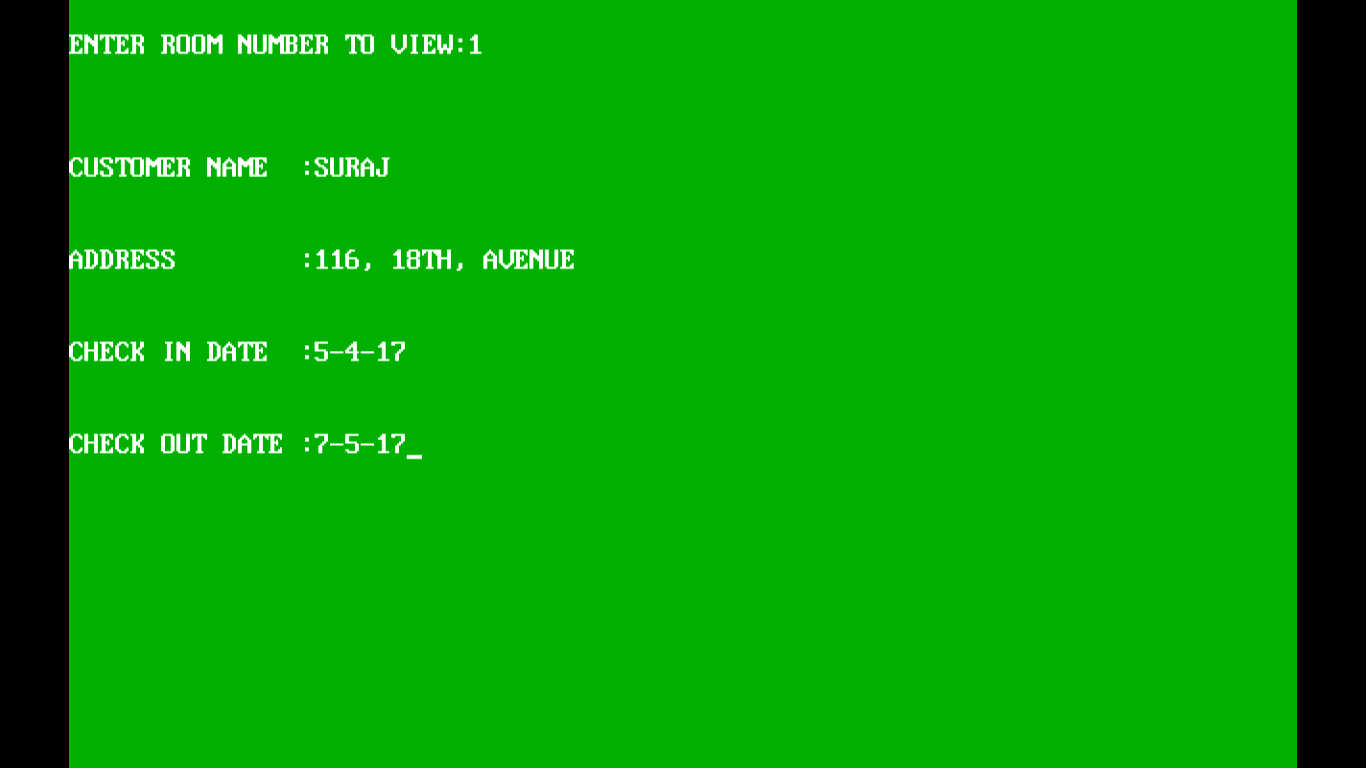 ENTER ROOM NUMBER TO VIEW:1
CUSTOMER NAME  :SURAJ
ADDRESS        :116, 18TH, AVENUE
CHECK IN DATE  :5-4-17
CHECK OUT DATE :7-5-17_